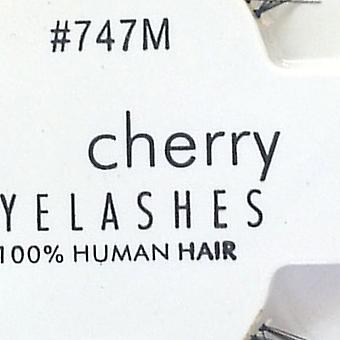 #747M
cherry
YELASHES
100% HUMAN HAIR